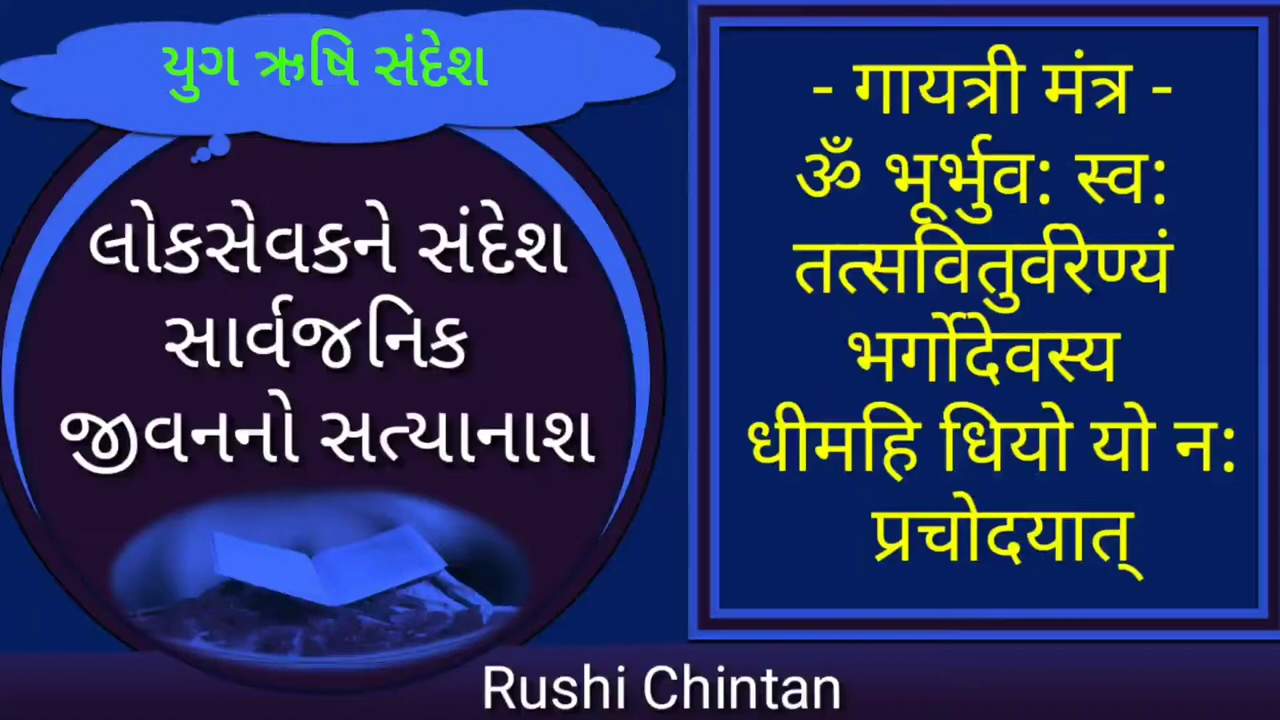 યુગ ઋષિ સંદેશ
લોકસેવકને સંદેશ
સાર્વજનિક
જીવનનો સત્યાનાશ
- गायत्री मंत्र -
ॐ भूर्भुव: स्व:
तत्सवितुर्वरेण्यं
भर्गोदेवस्य
धीमहि धियो यो न:
प्रचोदयात्
Rushi Chintan